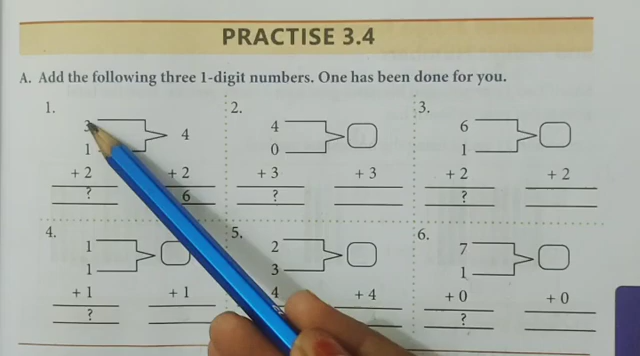 PRACTISE 3.4
A. Add the following three 1-digit numbers. One has been done for you.
1. 2. 3.
3 4 4 6
1 0 1
+ 2 + 2 + 3 + 3 + 2 + 2
? 6 ? ?
4. 5. 6.
1 2 7
1 3 1
+ 1 + 1 4 + 4 + 0 + 0
? ?